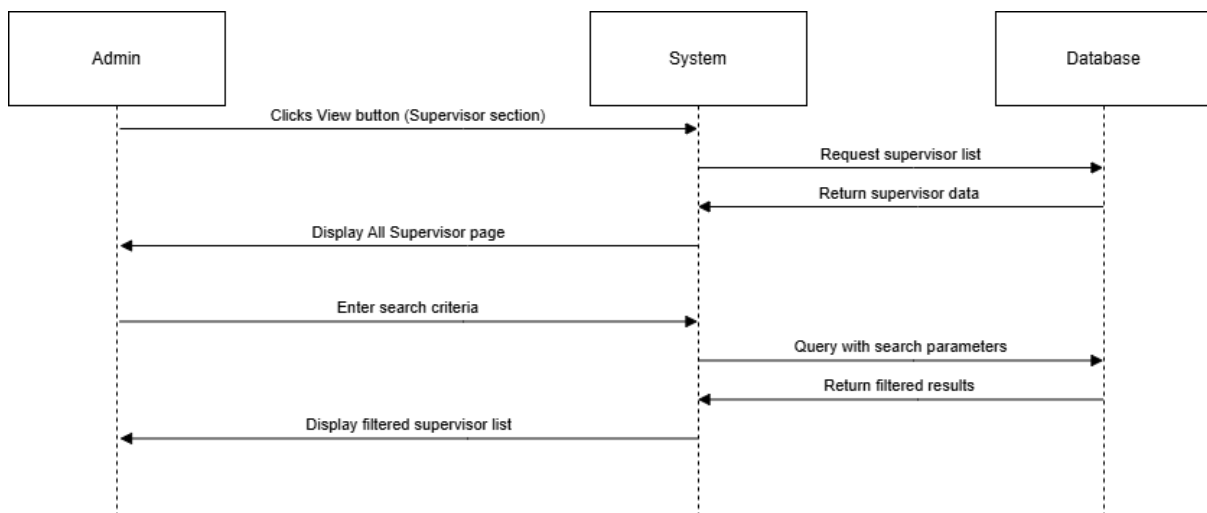 Admin
System
Database
Clicks View button (Supervisor section)
Request supervisor list
Return supervisor data
Display All Supervisor page
Enter search criteria
Query with search parameters
Return filtered results
Display filtered supervisor list